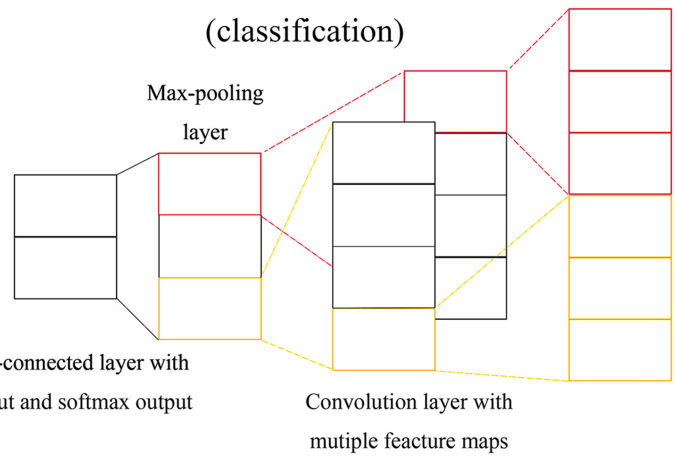 (classification)
Max-pooling
layer
-connected layer with
ut and softmax output
Convolution layer with
mutiple feacture maps